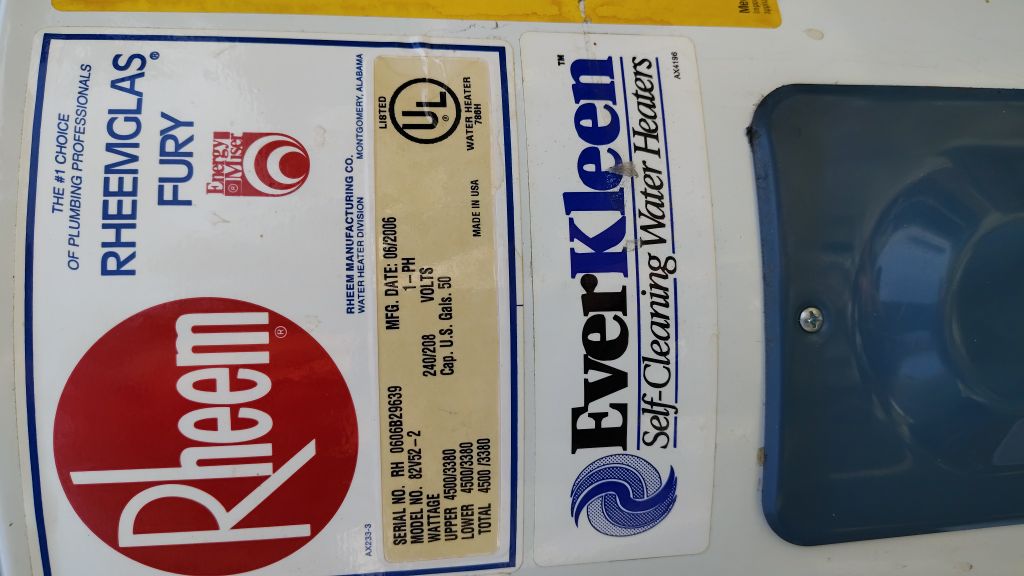 THE #1 CHOICE
OF PLUMBING PROFESSIONALS
Rheem®
RHEEMGLAS®
FURY
Energy
Miser
®
RHEEM MANUFACTURING CO.
WATER HEATER DIVISION MONTGOMERY, ALABAMA
AX233-3
SERIAL NO. RH 0606B29639 MFG. DATE: 06/2006
MODEL NO. 82V52-2 1-PH
WATTAGE 240/208 VOLTS
UPPER 4500/3380 Cap. U.S. Gals. 50
LOWER 4500/3380
TOTAL 4500 /3380 MADE IN USA
LISTED
UL®
WATER HEATER
786H
EverKleen™
Self-Cleaning Water Heaters
AX4196